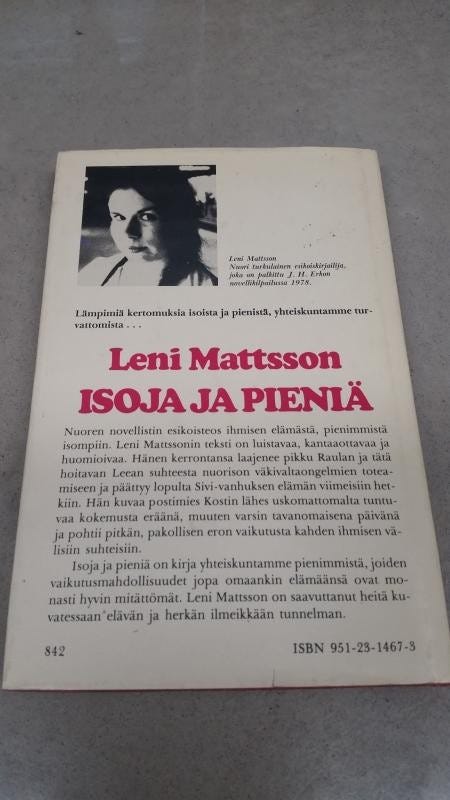 Leni Mattsson
Nuori turkulainen esikoiskirjailija,
joka on palkittu J. H. Erkon
novellikilpailussa 1978.
Lämpimiä kertomuksia isoista ja pienistä, yhteiskuntamme tur-
vattomista . . .
Leni Mattsson
ISOJA JA PIENIÄ
Nuoren novellistin esikoisteos ihmisen elämästä, pienimmistä
isompiin. Leni Mattssonin teksti on luistavaa, kantaaottavaa ja
huomioivaa. Hänen kerrontansa laajenee pikku Raulan ja tätä
hoitavan Leean suhteesta nuorison väkivaltaongelmien totea-
miseen ja päättyy lopulta Sivi-vanhuksen elämän viimeisiin het-
kiin. Hän kuvaa postimies Kostin lähes uskomattomalta tuntu-
vaa kokemusta eräänä, muuten varsin tavanomaisena päivänä
ja pohtii pitkän, pakollisen eron vaikutusta kahden ihmisen vä-
lisiin suhteisiin.
Isoja ja pieniä on kirja yhteiskuntamme pienimmistä, joiden
vaikutusmahdollisuudet jopa omaankin elämäänsä ovat mo-
nasti hyvin mitättömät. Leni Mattsson on saavuttanut heitä ku-
vatessaan elävän ja herkän ilmeikkään tunnelman.
842
ISBN 951-23-1467-3